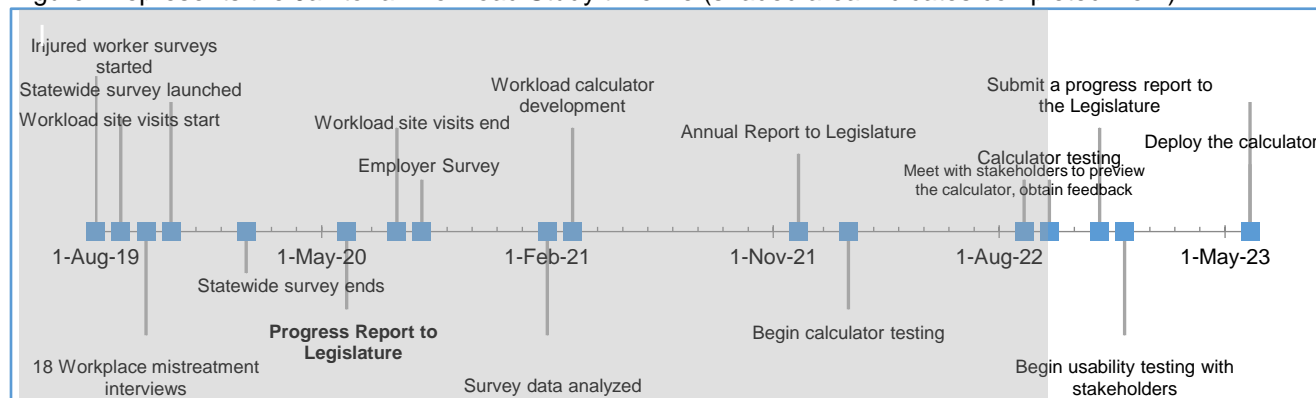 Injured worker surveys
started
Statewide survey launched
Workload site visits start
Workload site visits end
Employer Survey
Workload calculator
development
Annual Report to Legislature
Submit a progress report to
the Legislature
Deploy the calculator
Calculator testing
Meet with stakeholders to preview
the calculator, obtain feedback
1-Aug-19
1-May-20
1-Feb-21
1-Nov-21
1-Aug-22
1-May-23
Statewide survey ends
Progress Report to
Legislature
Begin calculator testing
18 Workplace mistreatment
interviews
Survey data analyzed
Begin usability testing with
stakeholders